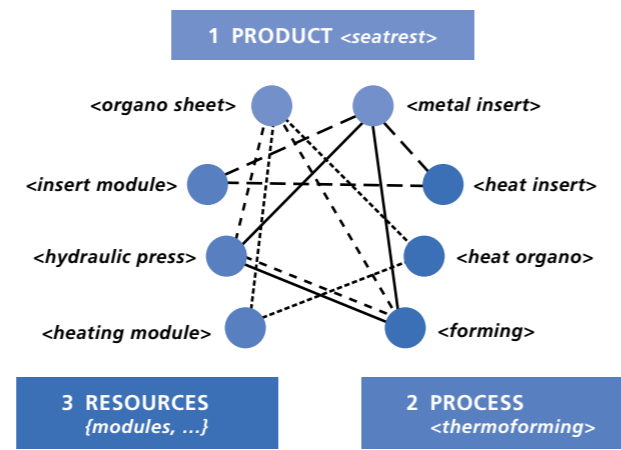 1 PRODUCT <seatrest>
<organo sheet>
<metal insert>
<insert module>
<heat insert>
<hydraulic press>
<heat organo>
<heating module>
<forming>
3 RESOURCES
{modules, ...}
2 PROCESS
<thermoforming>